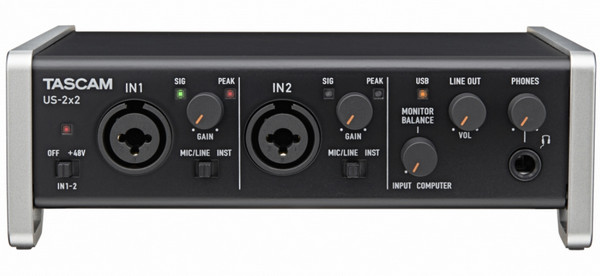 TASCAM
US-2x2
OFF +48V
IN1-2
IN1
SIG PEAK
GAIN
MIC/LINE INST
IN2
SIG PEAK
GAIN
MIC/LINE INST
USB
MONITOR
BALANCE
INPUT COMPUTER
LINE OUT
VOL
PHONES